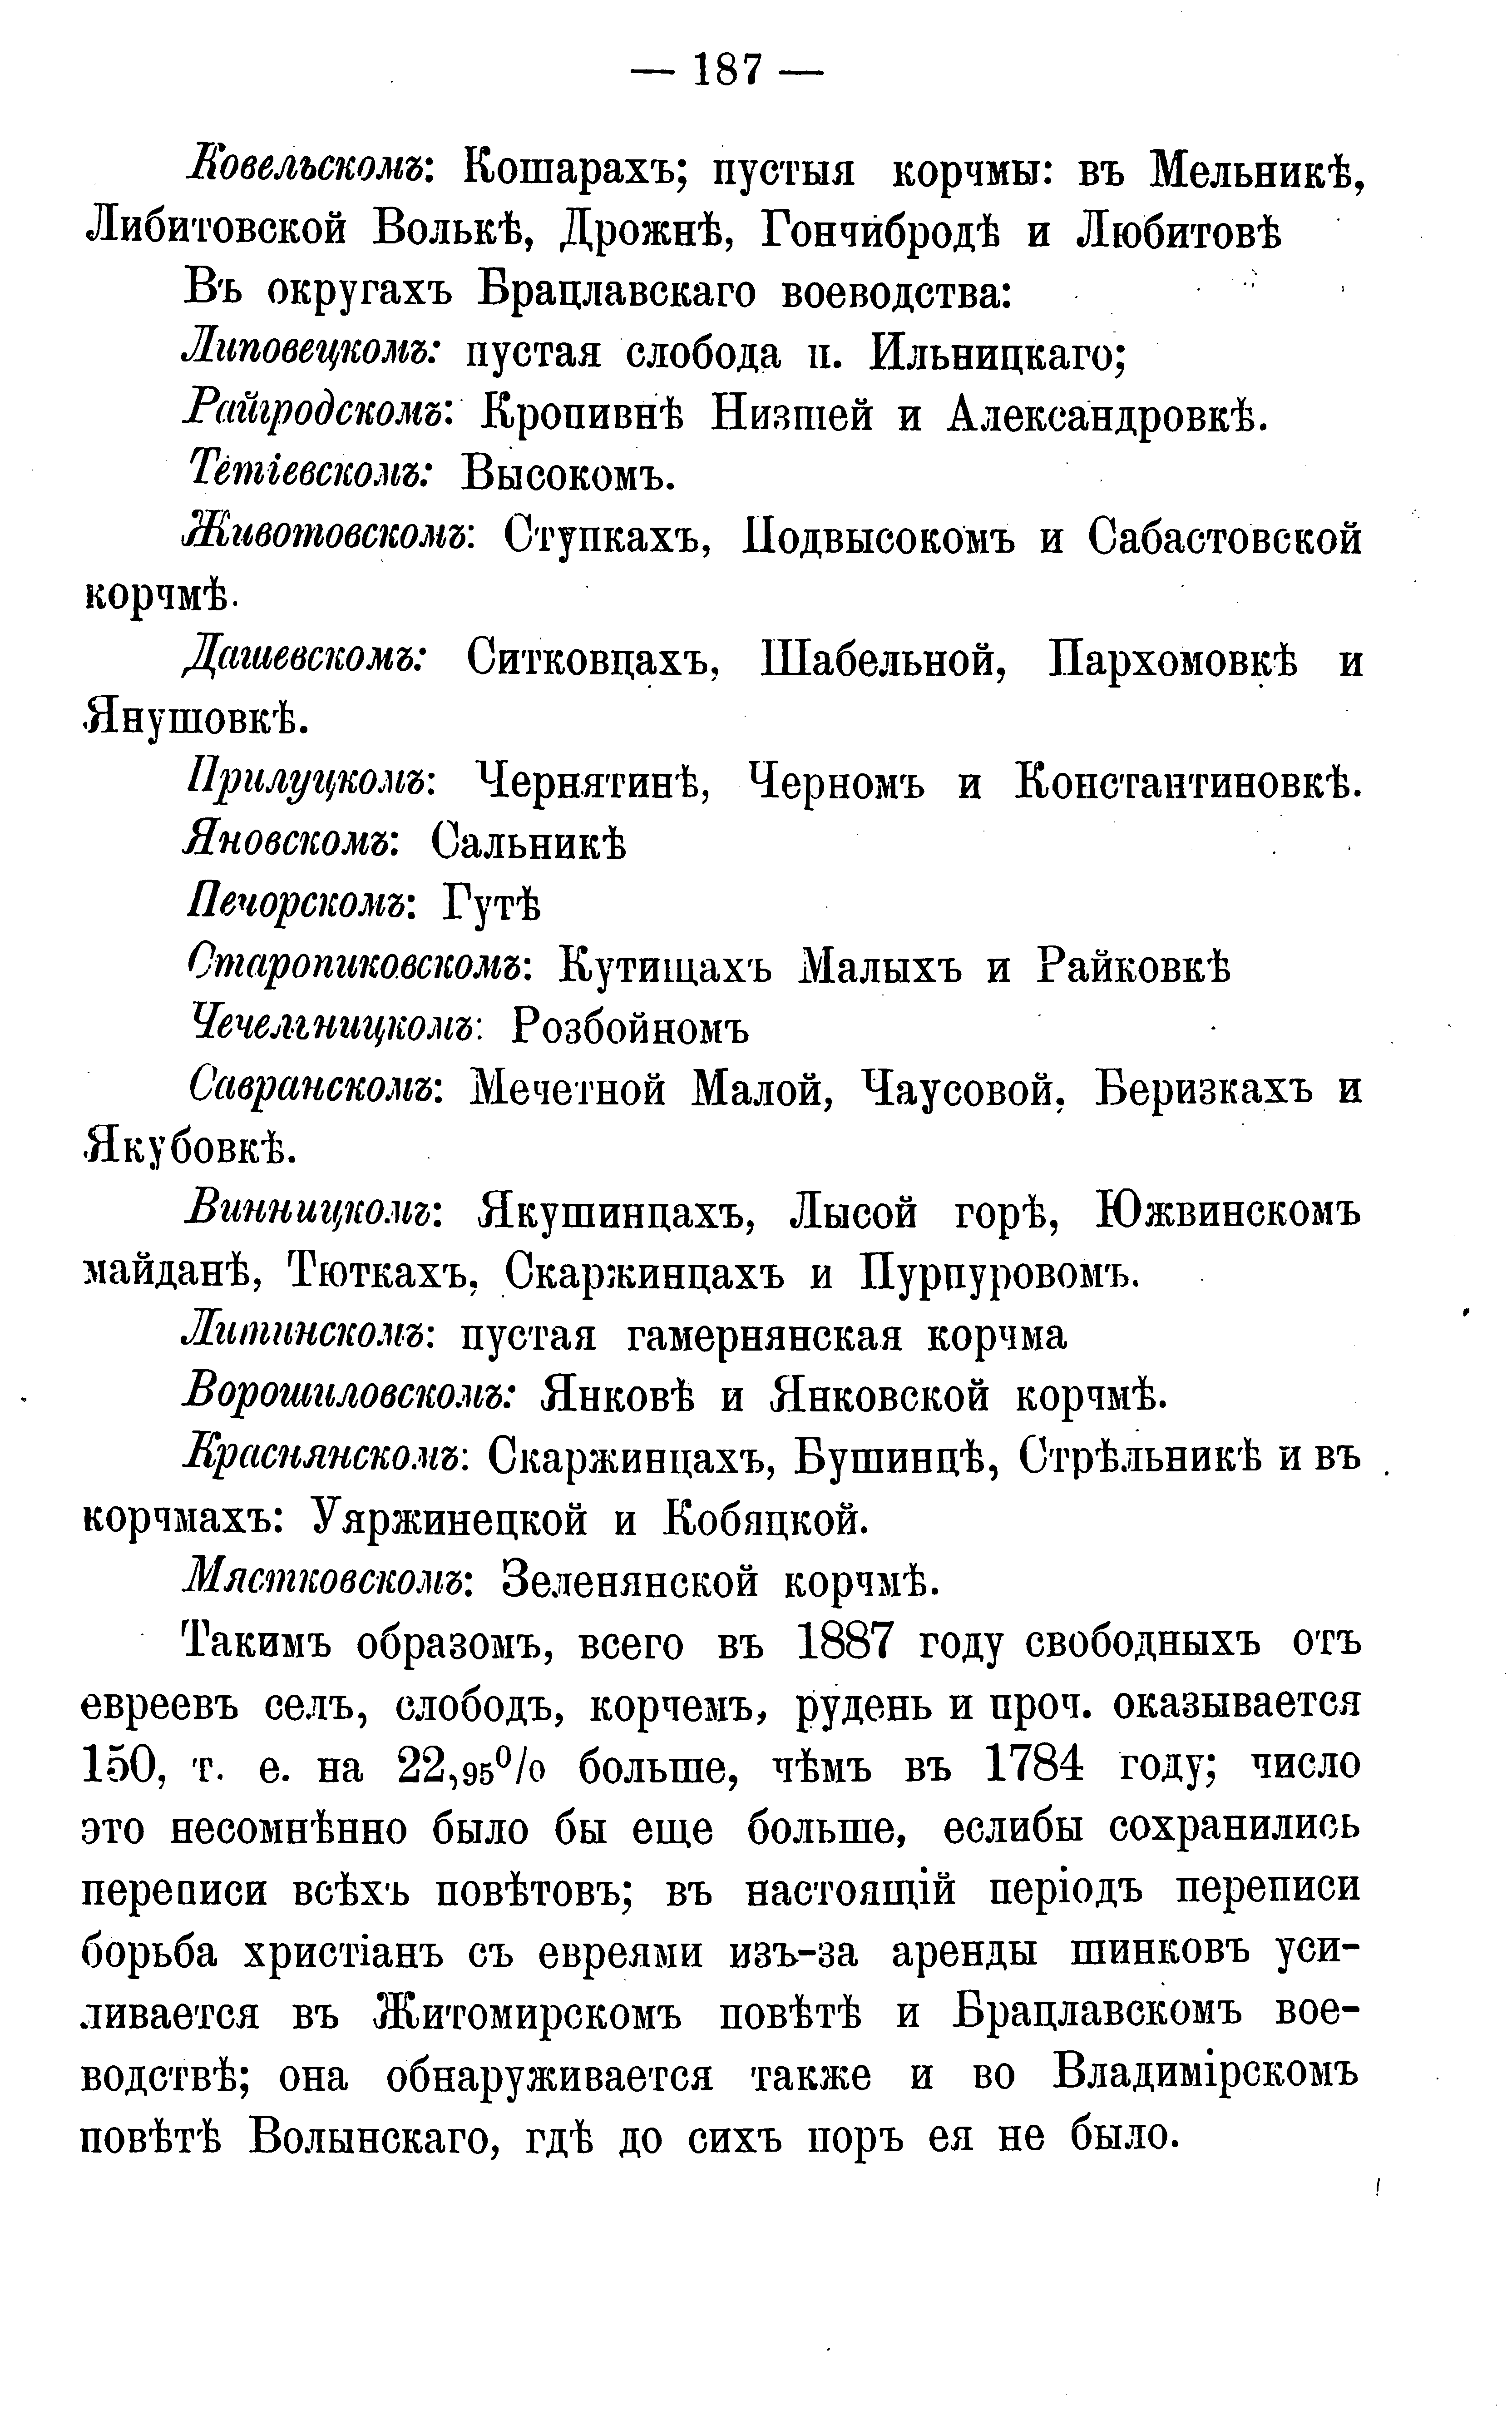 — 187 —
Ковельскомъ: Кошарахъ; пустыя корчмы: въ Мельникѣ,
Либитовской Волькѣ, Дрожнѣ, Гончйбродѣ и Любитовѣ
Въ округахъ Брацлавскаго воеводства:
Липовецкомъ: пустая слобода п. Ильницкаго;
Райгродскомъ: Кропивнѣ Низшей и Александровкѣ.
Тетіевскомъ: Высокомъ.
Животовскомъ: Ступкахъ, Подвысокомъ и Сабастовской
корчмѣ.
Дашевскомъ: Ситковцахъ, Шабельной, Пархомовкѣ и
Янушовкѣ.
Прилуцкомъ: Чернятинѣ, Черномъ и Константиновкѣ.
Яновскомъ: Сальникѣ
Печорскомъ: Гутѣ
Старопиковскомъ: Кутищахъ Малыхъ и Райковкѣ
Чечельницкомъ: Розбойномъ
Савранскомъ: Мечетной Малой, Чаусовой, Беризкахъ и
Якубовкѣ.
Винницкомъ: Якушинцахъ, Лысой горѣ, Южвинскомъ
майданѣ, Тюткахъ, Скаржинцахъ и Пурпуровомъ.
Литинскомъ: пустая гамернянская корчма
Ворошиловскомъ: Янковѣ и Янковской корчмѣ.
Краснянскомъ: Скаржинцахъ, Бушинцѣ, Стрѣльникѣ и въ
корчмахъ: Уяржинецкой и Кобяцкой.
Мястковскомъ: Зеленянской корчмѣ.
Такимъ образомъ, всего въ 1887 году свободныхъ отъ
евреевъ селъ, слободъ, корчемъ, рудень и проч. оказывается
150, т. е. на 22,95% больше, чѣмъ въ 1784 году; число
это несомнѣнно было бы еще больше, еслибы сохранились
переписи всѣхъ повѣтовъ; въ настоящій періодъ переписи
борьба христіанъ съ евреями изъ-за аренды шинковъ уси-
ливается въ Житомирскомъ повѣтѣ и Брацлавскомъ вое-
водствѣ; она обнаруживается также и во Владимірскомъ
повѣтѣ Волынскаго, гдѣ до сихъ поръ ея не было.